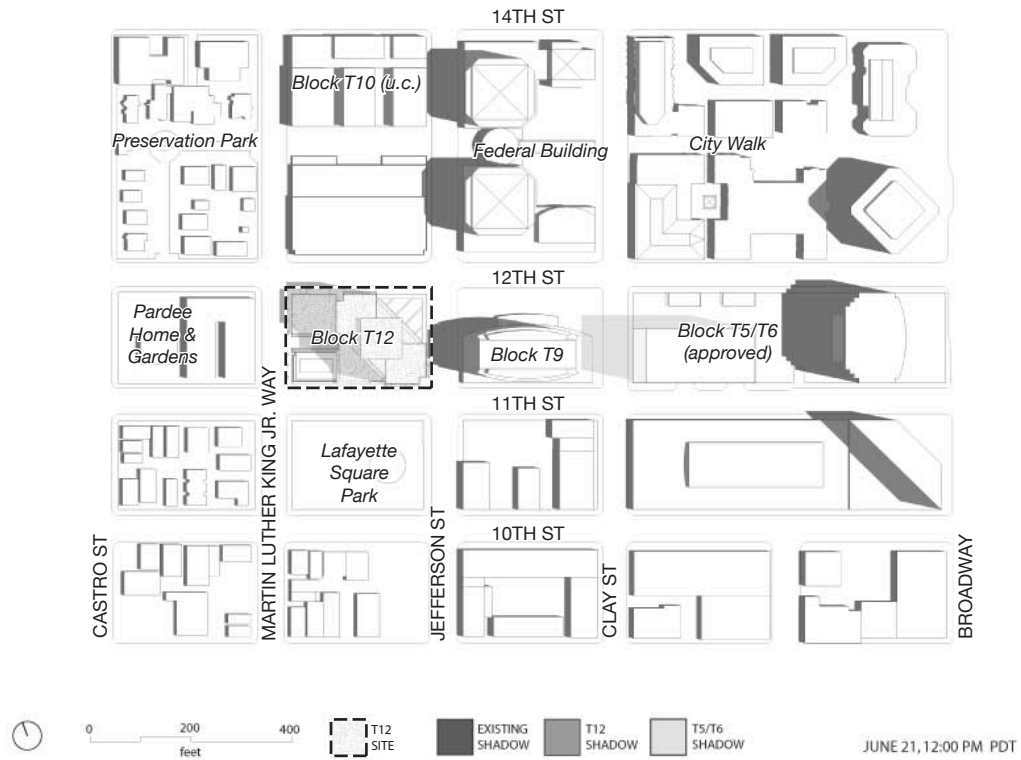 14TH ST
Block T10 (u.c.)
Preservation Park
Federal Building
City Walk
12TH ST
Pardee
Home &
Gardens
Block T12
Block T9
Block T5/T6
(approved)
11TH ST
Lafayette
Square
Park
10TH ST
CASTRO ST
MARTIN LUTHER KING JR. WAY
JEFFERSON ST
CLAY ST
BROADWAY
0 200 400
feet
T12
SITE
EXISTING
SHADOW
T12
SHADOW
T5/T6
SHADOW
JUNE 21, 12:00 PM PDT